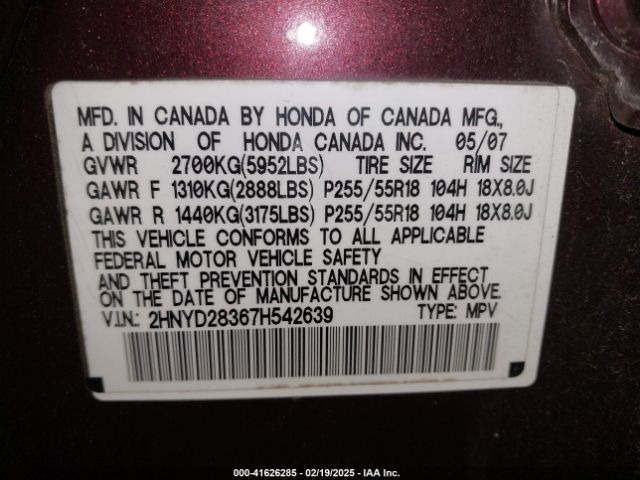 MFD. IN CANADA BY HONDA OF CANADA MFG.,
A DIVISION OF HONDA CANADA INC. 05/07
GVWR 2700KG(5952LBS) TIRE SIZE RIM SIZE
GAWR F 1310KG(2888LBS) P255/55R18 104H 18X8.0J
GAWR R 1440KG(3175LBS) P255/55R18 104H 18X8.0J
THIS VEHICLE CONFORMS TO ALL APPLICABLE
FEDERAL MOTOR VEHICLE SAFETY
AND THEFT PREVENTION STANDARDS IN EFFECT
ON THE DATE OF MANUFACTURE SHOWN ABOVE.
V.I.N.: 2HNYD28367H542639 TYPE: MPV
00-41626285 - 02/19/2025 - IAA Inc.